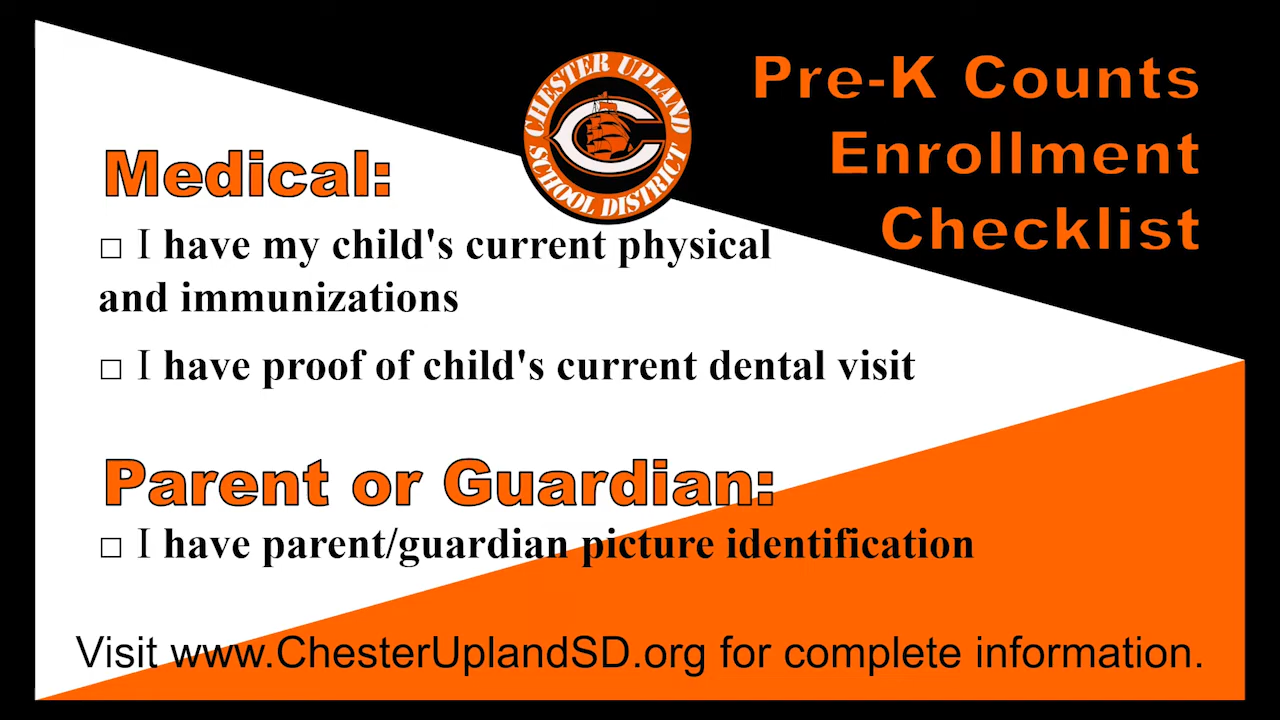 CHESTER UPLAND
SCHOOL DISTRICT
Pre-K Counts
Enrollment
Checklist
Medical:
□ I have my child's current physical
and immunizations
□ I have proof of child's current dental visit
Parent or Guardian:
□ I have parent/guardian picture identification
Visit www.ChesterUplandSD.org for complete information.